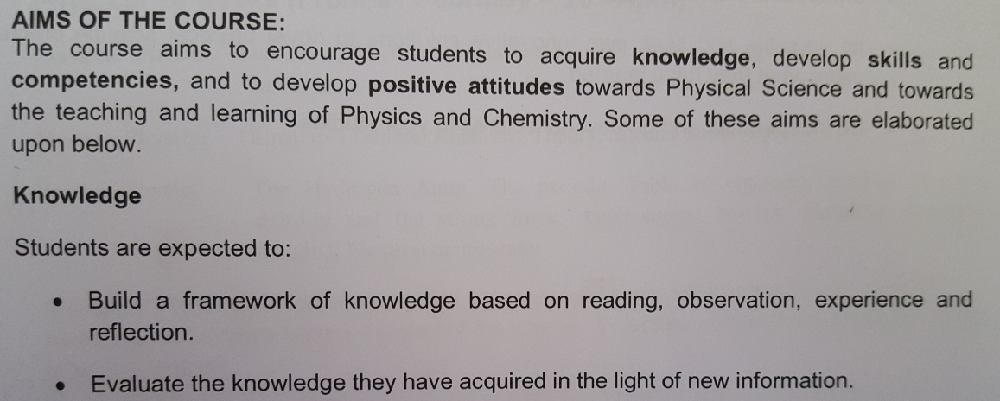 AIMS OF THE COURSE:
The course aims to encourage students to acquire knowledge, develop skills and
competencies, and to develop positive attitudes towards Physical Science and towards
the teaching and learning of Physics and Chemistry. Some of these aims are elaborated
upon below.
Knowledge
Students are expected to:
• Build a framework of knowledge based on reading, observation, experience and
reflection.
• Evaluate the knowledge they have acquired in the light of new information.